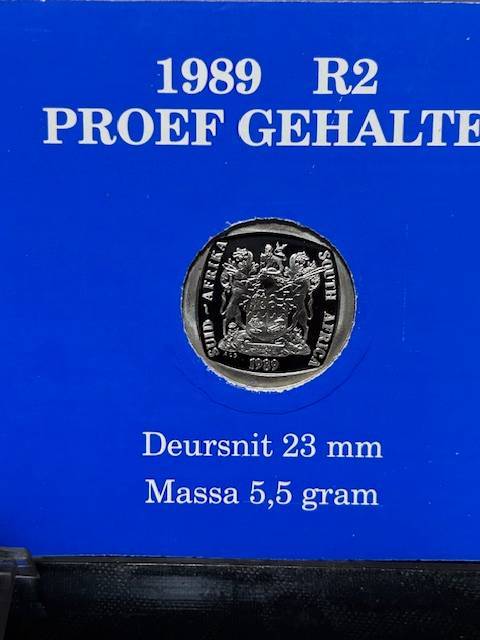 1989 R2
PROEF GEHALTE
SUID-AFRIKA
SOUTH AFRICA
1989
Deursnit 23 mm
Massa 5,5 gram